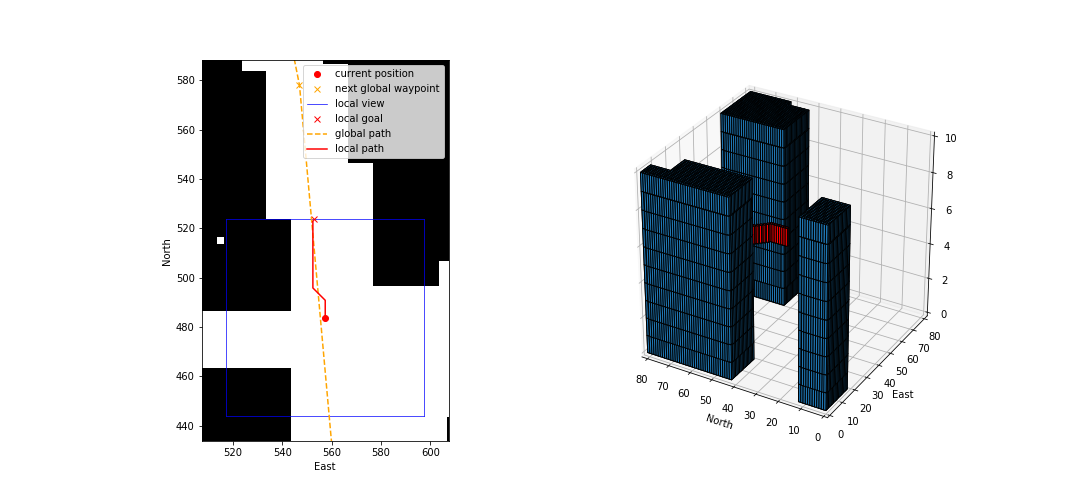 current position
next global waypoint
local view
local goal
global path
local path
580
560
540
520
500
480
460
440
North
520 540 560 580 600
East
10
8
6
4
2
0
80
70
60
50
40
30
20
10
0
East
80 70 60 50 40 30 20 10 0
North